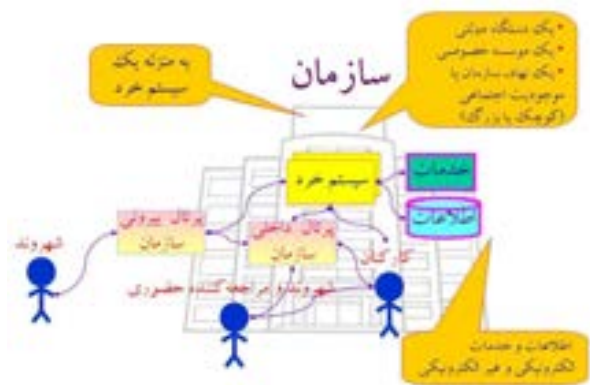 • یک دستگاه دولتی
• یک موسسه خصوصی
• یک نهاد، سازمان یا
موجودیت اجتماعی
(کوچک یا بزرگ)
به منزله یک
سیستم خرد
سازمان
سیستم خرد
خدمات
اطلاعات
پرتال بیرونی
سازمان
پرتال داخلی
سازمان
کارکنان
شهروند
شهروند مراجعه‌کننده حضوری
اطلاعات و خدمات
الکترونیکی و غیر الکترونیکی